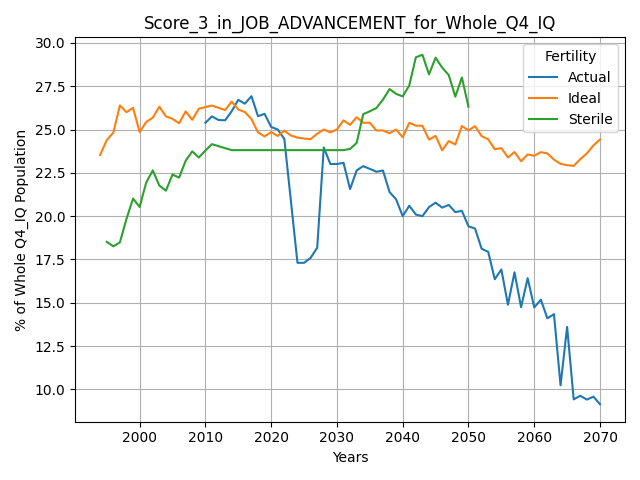 Score_3_in_JOB_ADVANCEMENT_for_Whole_Q4_IQ
Fertility
Actual
Ideal
Sterile
% of Whole Q4_IQ Population
30.0
27.5
25.0
22.5
20.0
17.5
15.0
12.5
10.0
2000 2010 2020 2030 2040 2050 2060 2070
Years